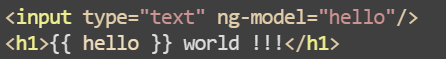 <input type="text" ng-model="hello"/>
<h1>{{ hello }} world !!!</h1>